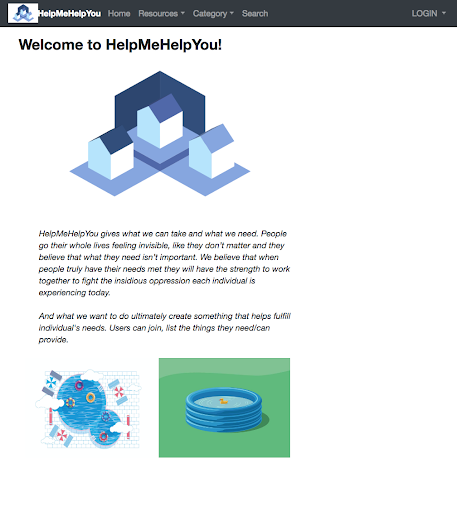 HelpMeHelpYou Home Resources Category Search LOGIN
Welcome to HelpMeHelpYou!
HelpMeHelpYou gives what we can take and what we need. People
go their whole lives feeling invisible, like they don't matter and they
believe that what they need isn't important. We believe that when
people truly have their needs met they will have the strength to work
together to fight the insidious oppression each individual is
experiencing today.
And what we want to do ultimately create something that helps fulfill
individual's needs. Users can join, list the things they need/can
provide.